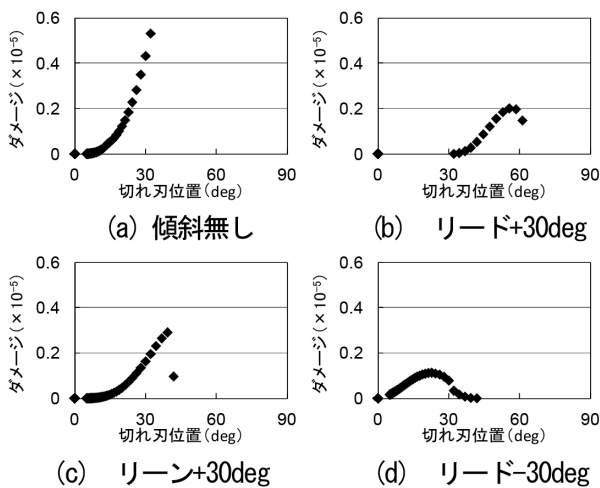 0.6
0.4
0.2
0
ダメージ(×10⁻⁵)
0 30 60 90
切れ刃位置(deg)
(a) 傾斜無し
0.6
0.4
0.2
0
ダメージ(×10⁻⁵)
0 30 60 90
切れ刃位置(deg)
(b) リード+30deg
0.6
0.4
0.2
0
ダメージ(×10⁻⁵)
0 30 60 90
切れ刃位置(deg)
(c) リーン+30deg
0.6
0.4
0.2
0
ダメージ(×10⁻⁵)
0 30 60 90
切れ刃位置(deg)
(d) リード-30deg